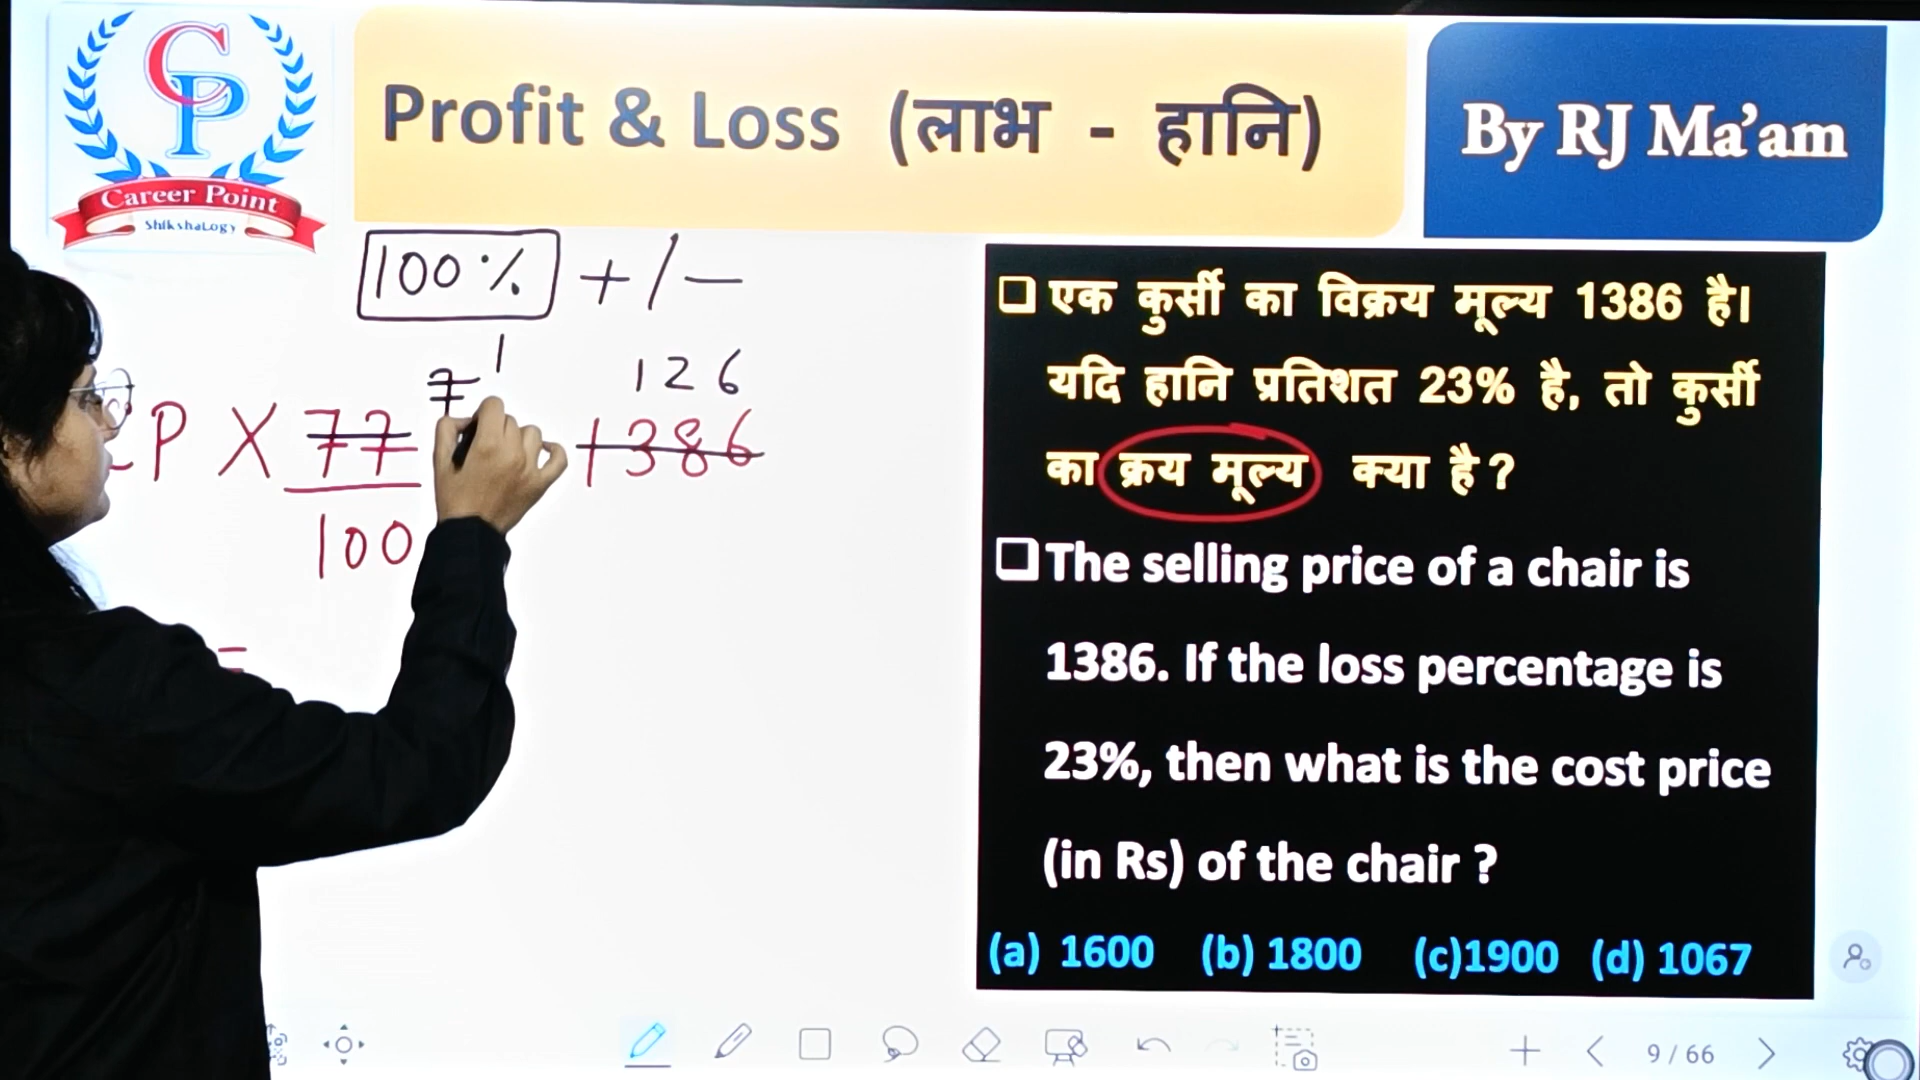 CP
Career Point
ShikshaLogy
Profit & Loss (लाभ - हानि)
By RJ Ma’am
100% + / −
7 1
126
P X 77
1386
100
=
❑ एक कुर्सी का विक्रय मूल्य 1386 है।
यदि हानि प्रतिशत 23% है, तो कुर्सी
का क्रय मूल्य क्या है ?
❑ The selling price of a chair is
1386. If the loss percentage is
23%, then what is the cost price
(in Rs) of the chair ?
(a) 1600 (b) 1800 (c)1900 (d) 1067
9 / 66